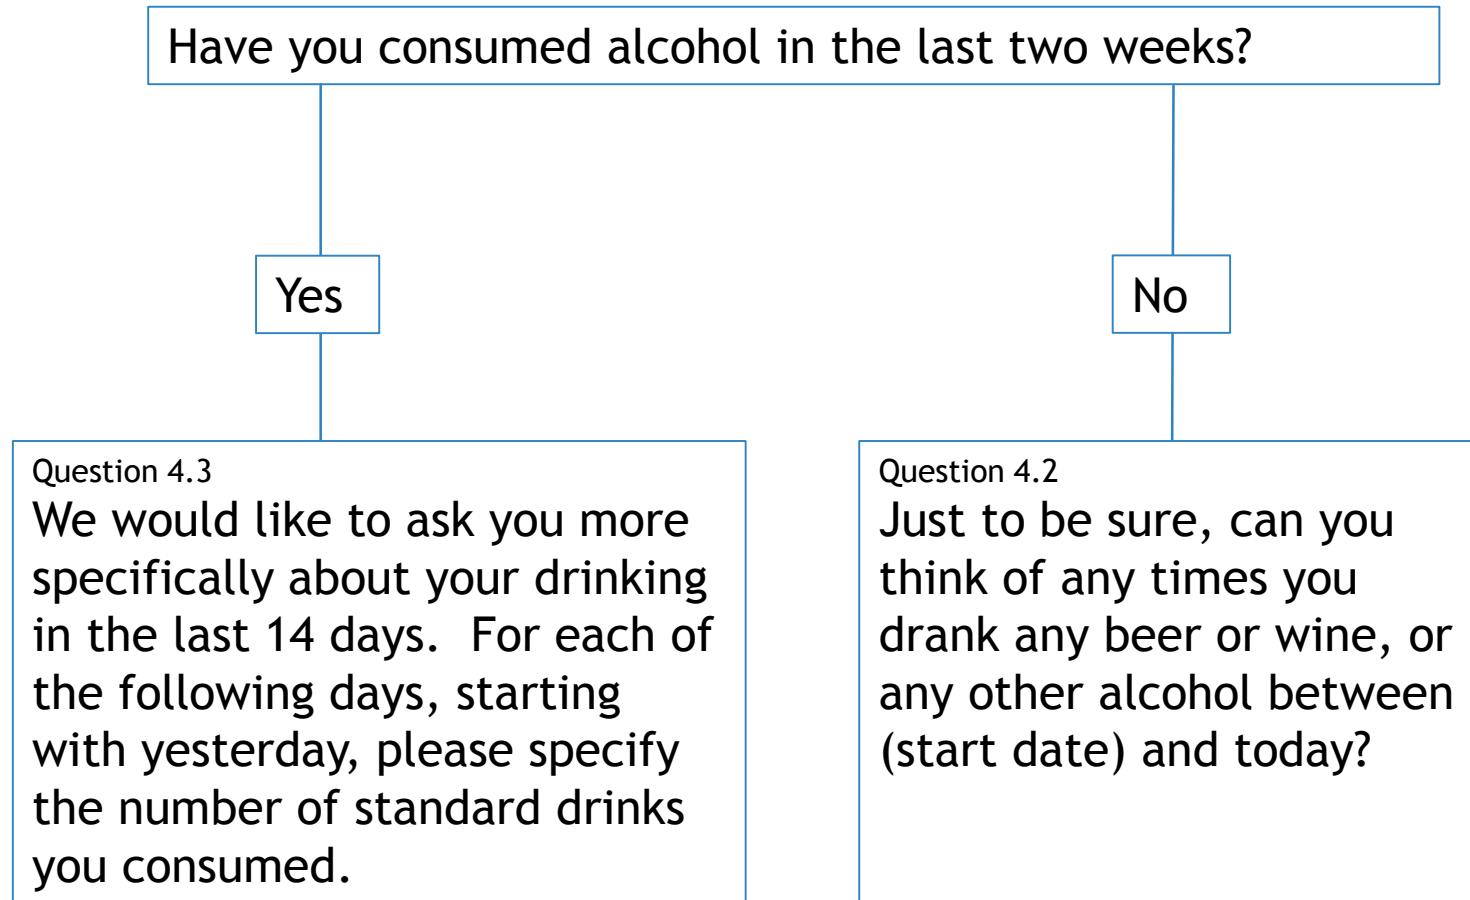 Have you consumed alcohol in the last two weeks?
Yes
No
Question 4.3
We would like to ask you more
specifically about your drinking
in the last 14 days.  For each of
the following days, starting
with yesterday, please specify
the number of standard drinks
you consumed.
Question 4.2
Just to be sure, can you
think of any times you
drank any beer or wine, or
any other alcohol between
(start date) and today?